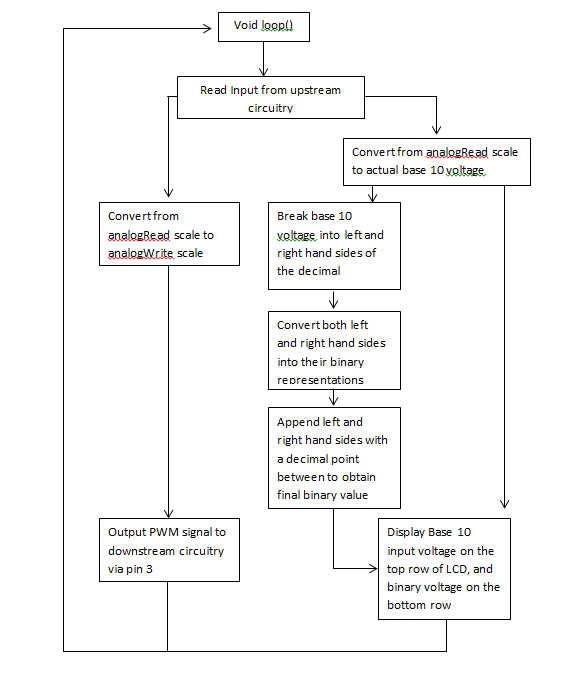 Void loop()
Read Input from upstream
circuitry
Convert from analogRead scale
to actual base 10 voltage
Convert from
analogRead scale to
analogWrite scale
Break base 10
voltage into left and
right hand sides of
the decimal
Convert both left
and right hand sides
into their binary
representations
Append left and
right hand sides with
a decimal point
between to obtain
final binary value
Output PWM signal to
downstream circuitry
via pin 3
Display Base 10
input voltage on the
top row of LCD, and
binary voltage on the
bottom row